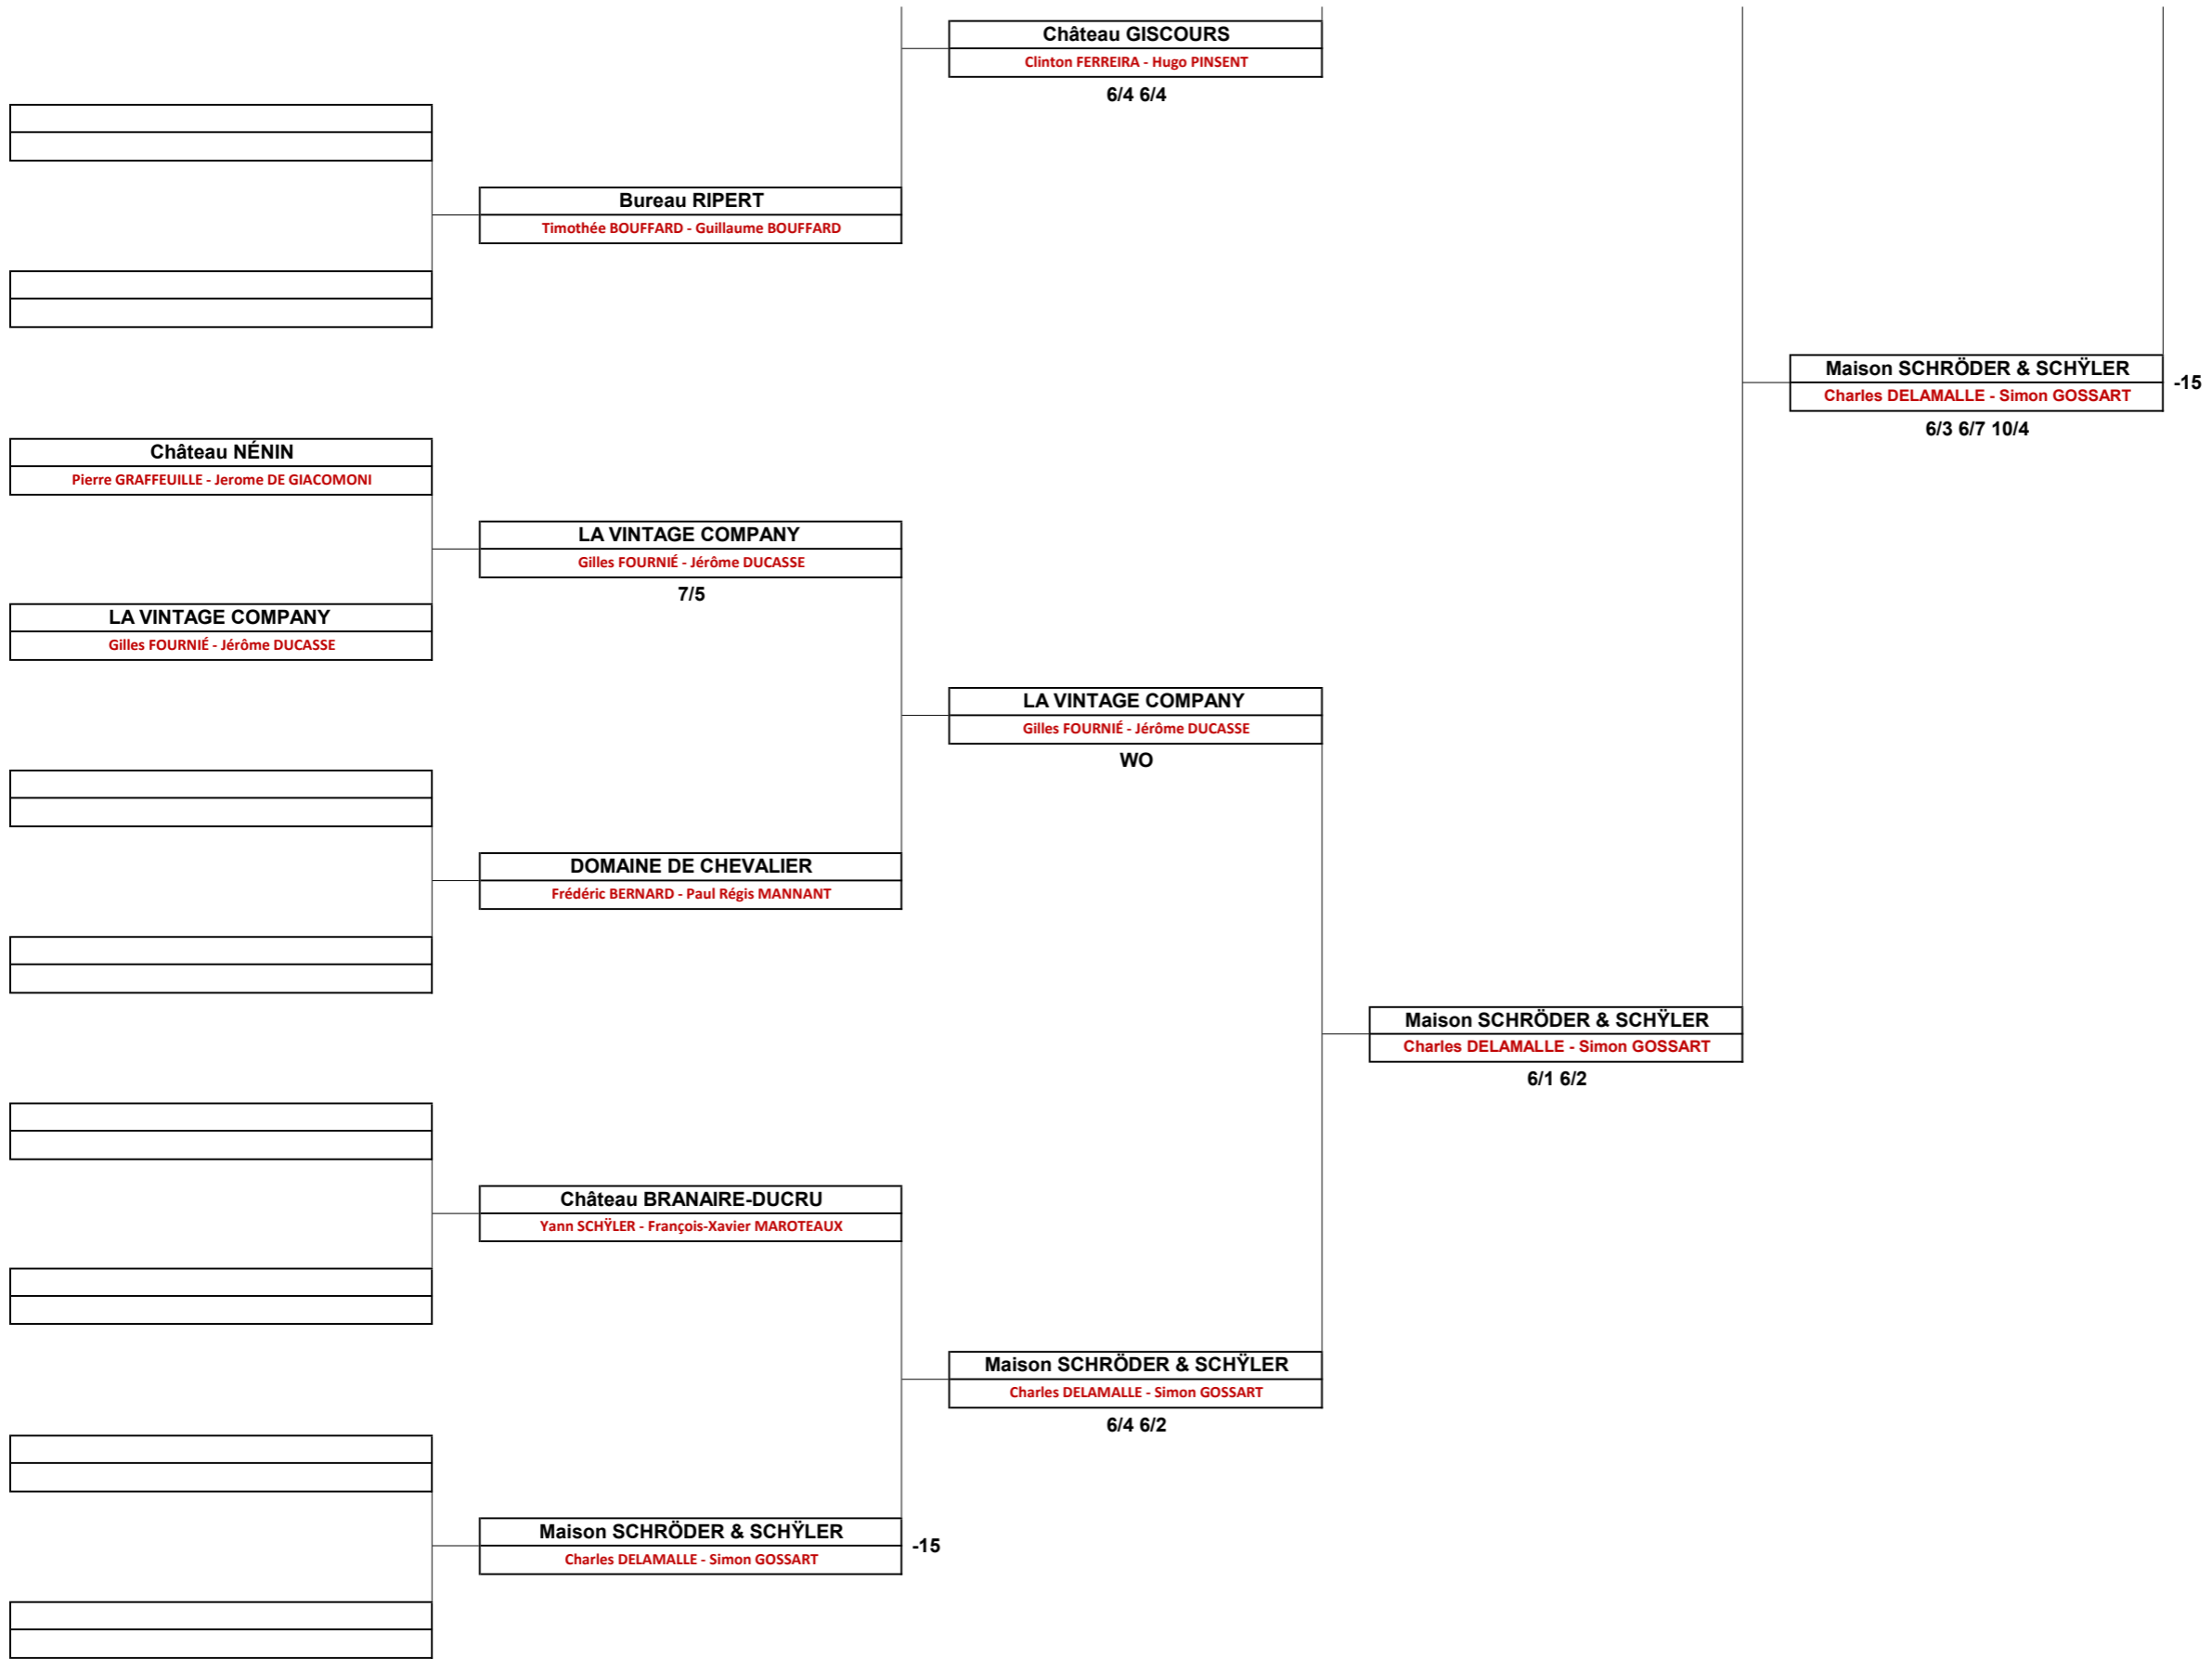 Château GISCOURS
Clinton FERREIRA - Hugo PINSENT
6/4 6/4
Bureau RIPERT
Timothée BOUFFARD - Guillaume BOUFFARD
Maison SCHRÖDER & SCHŸLER
Charles DELAMALLE - Simon GOSSART
-15
6/3 6/7 10/4
Château NÉNIN
Pierre GRAFFEUILLE - Jerome DE GIACOMONI
LA VINTAGE COMPANY
Gilles FOURNIÉ - Jérôme DUCASSE
7/5
LA VINTAGE COMPANY
Gilles FOURNIÉ - Jérôme DUCASSE
LA VINTAGE COMPANY
Gilles FOURNIÉ - Jérôme DUCASSE
WO
DOMAINE DE CHEVALIER
Frédéric BERNARD - Paul Régis MANNANT
Maison SCHRÖDER & SCHŸLER
Charles DELAMALLE - Simon GOSSART
6/1 6/2
Château BRANAIRE-DUCRU
Yann SCHŸLER - François-Xavier MAROTEAUX
Maison SCHRÖDER & SCHŸLER
Charles DELAMALLE - Simon GOSSART
6/4 6/2
Maison SCHRÖDER & SCHŸLER
Charles DELAMALLE - Simon GOSSART
-15